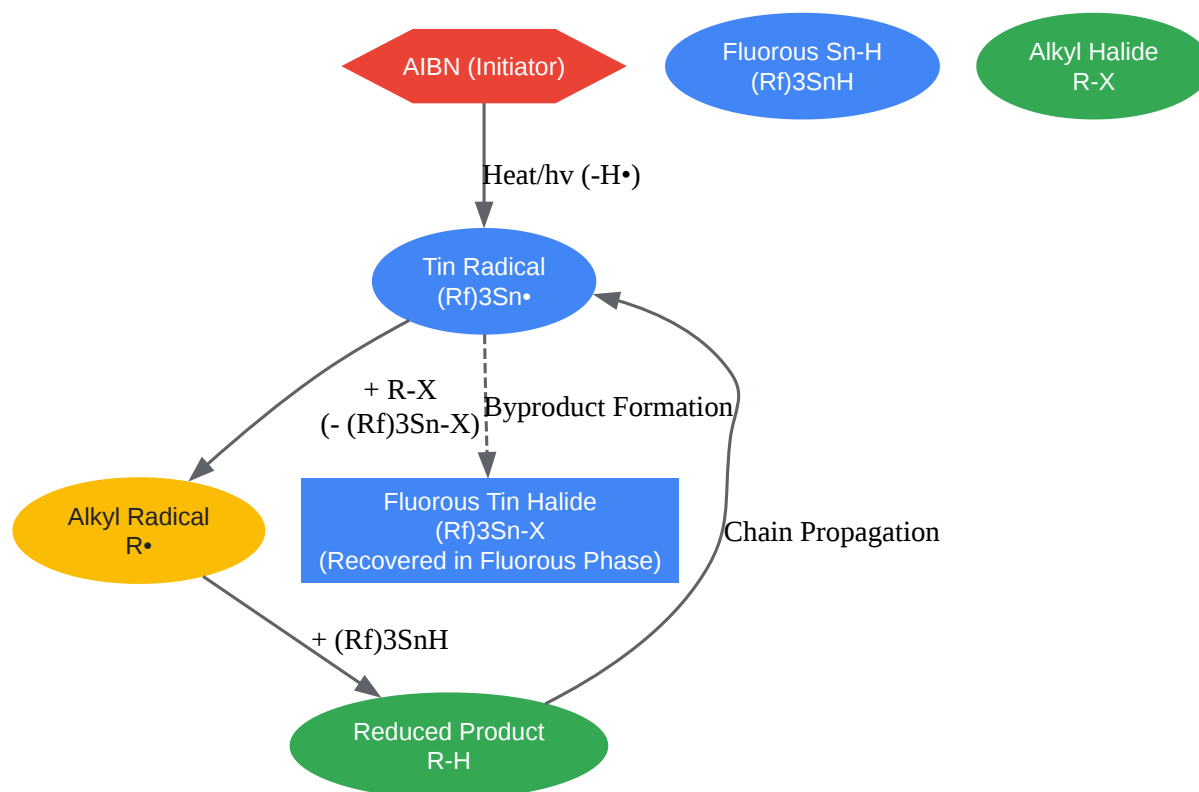 AIBN (Initiator)
Fluorous Sn-H
(Rf)3SnH
Alkyl Halide
R-X
Heat/hv (-H•)
Tin Radical
(Rf)3Sn•
+ R-X
(- (Rf)3Sn-X)
Byproduct Formation
Alkyl Radical
R•
Fluorous Tin Halide
(Rf)3Sn-X
(Recovered in Fluorous Phase)
Chain Propagation
+ (Rf)3SnH
Reduced Product
R-H